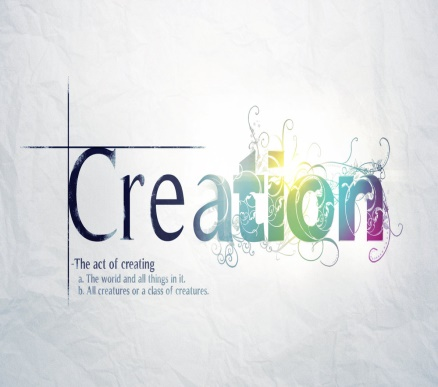 Creation
-The act of creating
a. The world and all things in it.
b. All creatures or a class of creatures.